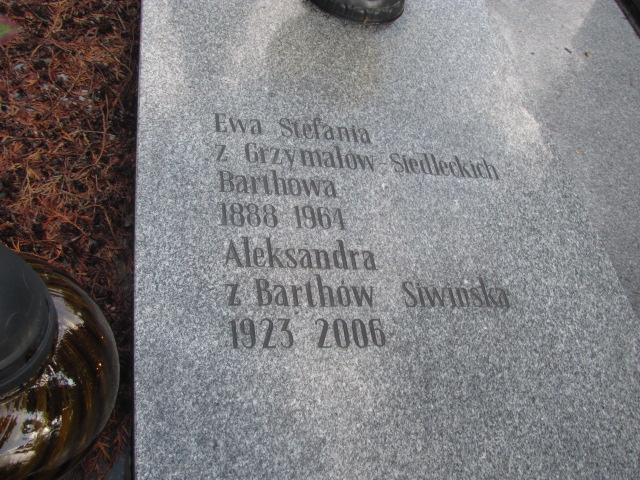 Ewa Stefania
z Grzymałów-Siedleckich
Barthowa
1888 1964
Aleksandra
z Barthów Siwińska
1923 2006